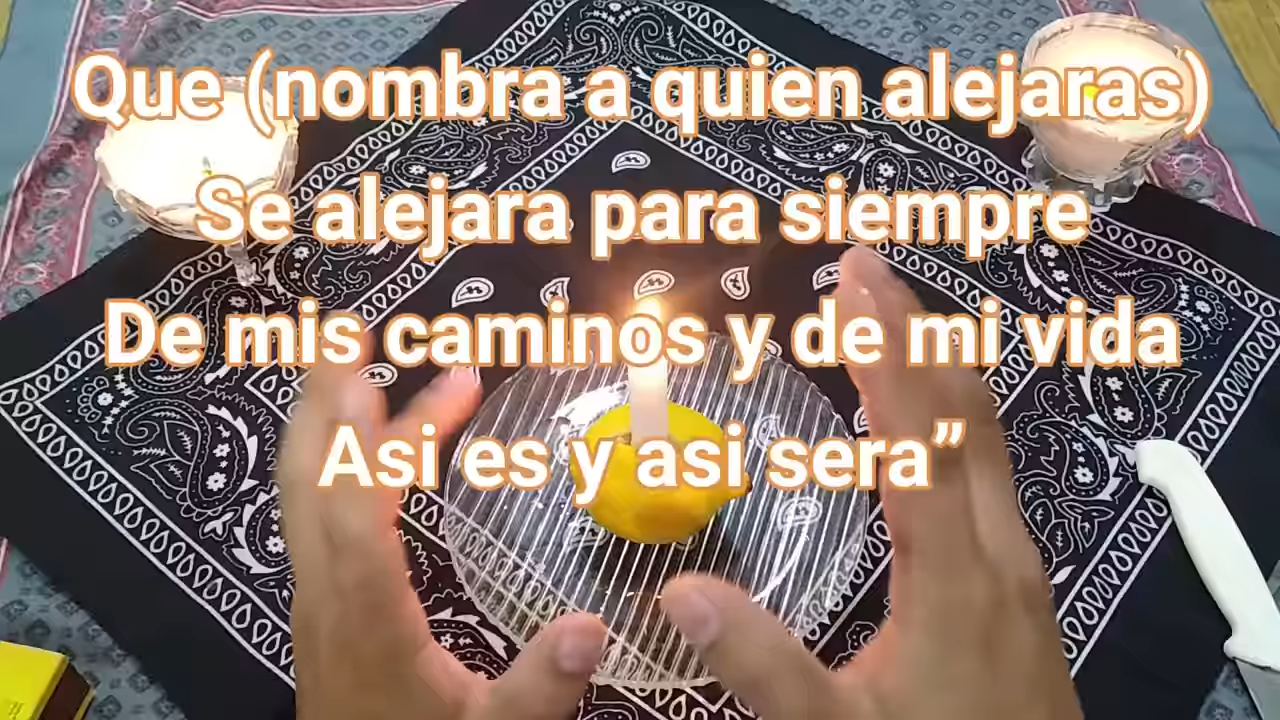 Que (nombra a quien alejaras)
Se alejara para siempre
De mis caminos y de mi vida
Asi es y asi sera”